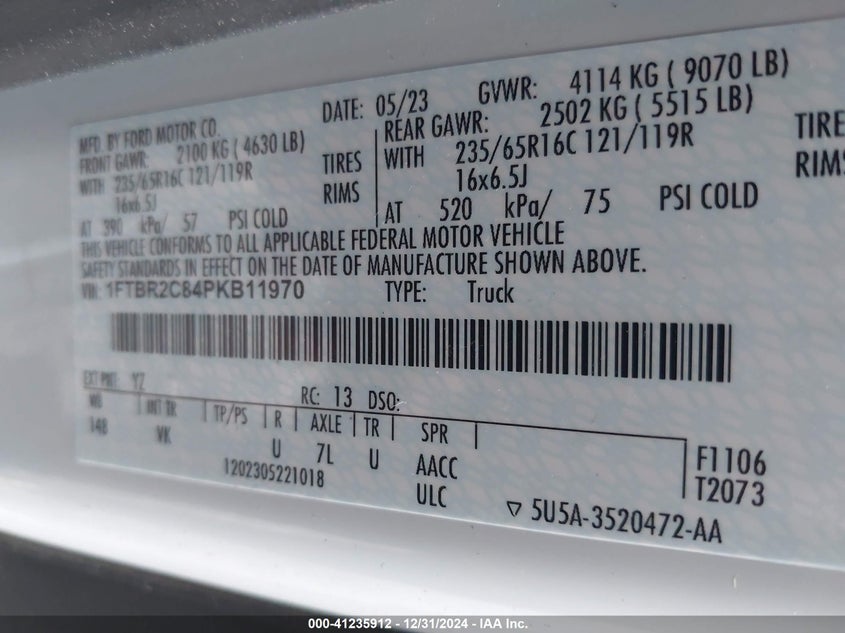 MFD. BY FORD MOTOR CO. DATE: 05/23 GVWR: 4114 KG ( 9070 LB)
FRONT GAWR: 2100 KG ( 4630 LB) REAR GAWR: 2502 KG ( 5515 LB)
WITH 235/65R16C 121/119R TIRES WITH 235/65R16C 121/119R TIRE
16x6.5J RIMS 16x6.5J RIMS
AT 390 kPa/ 57 PSI COLD AT 520 kPa/ 75 PSI COLD
THIS VEHICLE CONFORMS TO ALL APPLICABLE FEDERAL MOTOR VEHICLE
SAFETY STANDARDS IN EFFECT ON THE DATE OF MANUFACTURE SHOWN ABOVE.
VIN: 1FTBR2C84PKB11970 TYPE: Truck
EXT PNT: YZ RC: 13 DSO:
WB INT TR TP/PS R AXLE TR SPR
148 VK U 7L U AACC F1106
1202305221018 ULC T2073
5U5A-3520472-AA
000-41235912 - 12/31/2024 - IAA Inc.